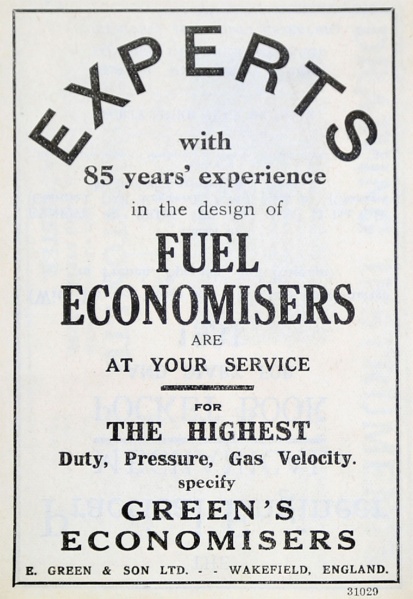 EXPERTS
with
85 years' experience
in the design of
FUEL
ECONOMISERS
ARE
AT YOUR SERVICE
FOR
THE HIGHEST
Duty, Pressure, Gas Velocity.
specify
GREEN'S
ECONOMISERS
E. GREEN & SON LTD. - - WAKEFIELD, ENGLAND.
31029